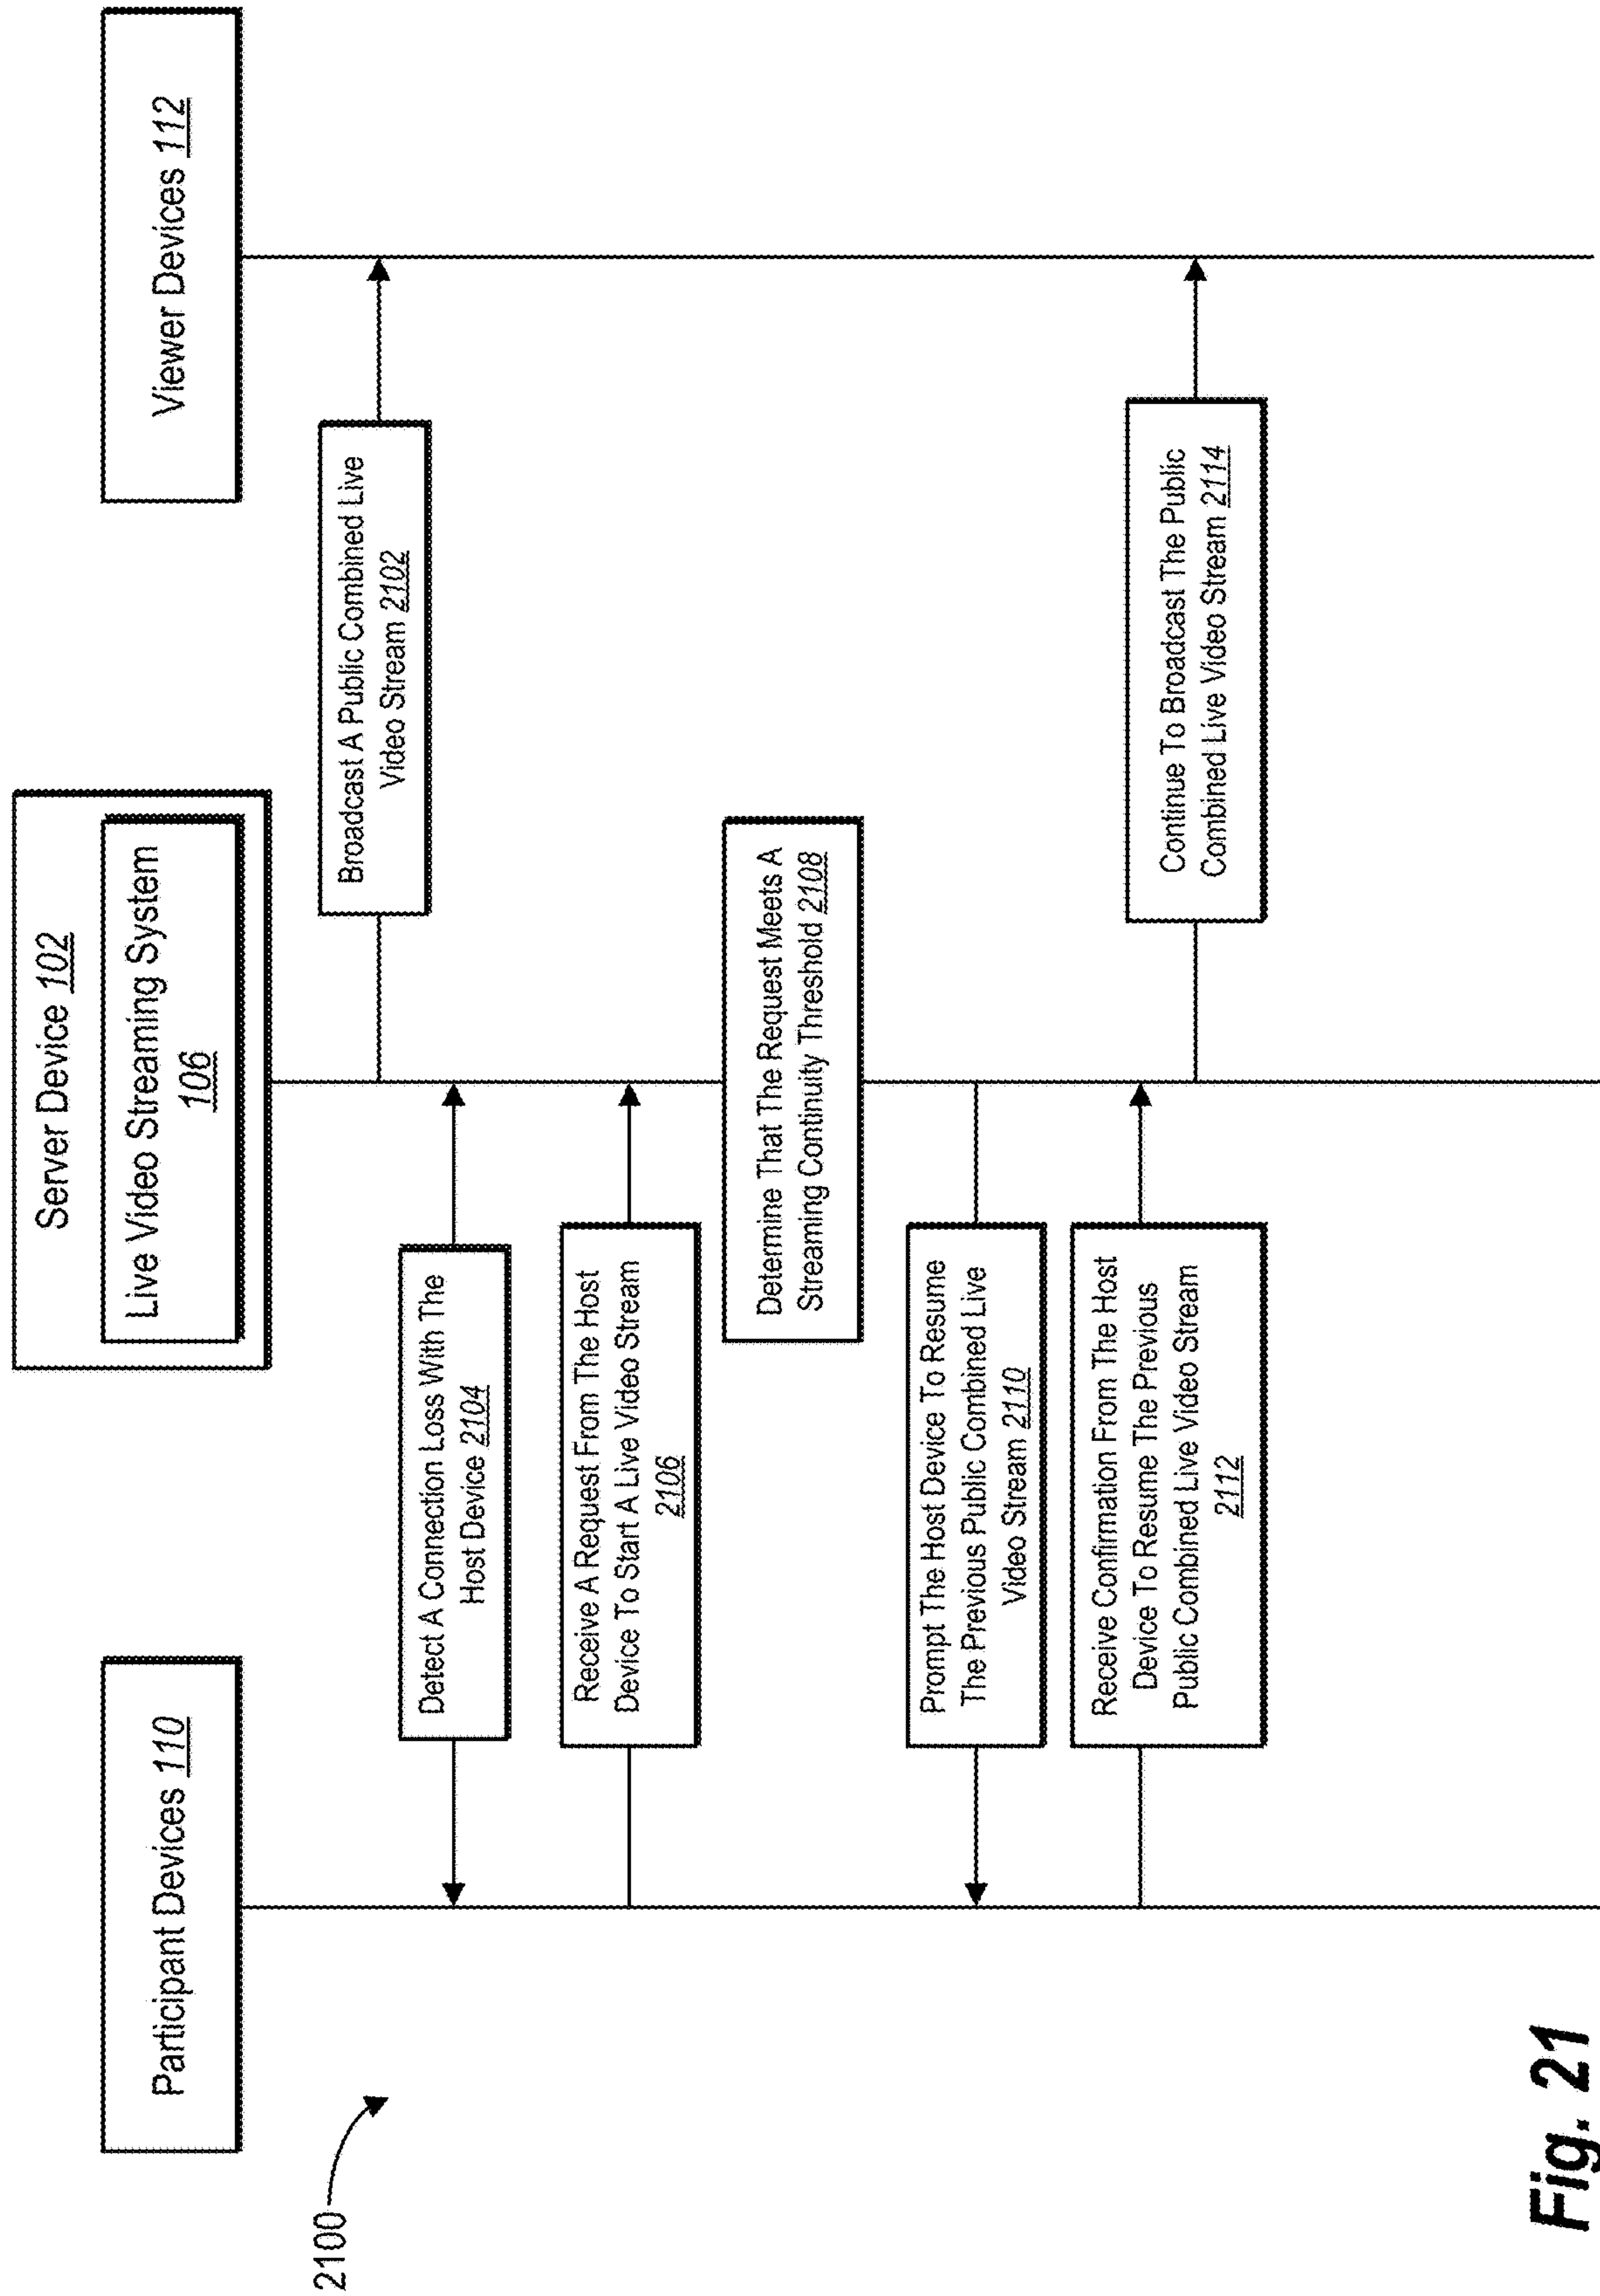 Participant Devices 110
Server Device 102
Live Video Streaming System
106
Viewer Devices 112
2100
Broadcast A Public Combined Live
Video Stream 2102
Detect A Connection Loss With The
Host Device 2104
Receive A Request From The Host
Device To Start A Live Video Stream
2106
Determine That The Request Meets A
Streaming Continuity Threshold 2108
Prompt The Host Device To Resume
The Previous Public Combined Live
Video Stream 2110
Receive Confirmation From The Host
Device To Resume The Previous
Public Combined Live Video Stream
2112
Continue To Broadcast The Public
Combined Live Video Stream 2114
Fig. 21